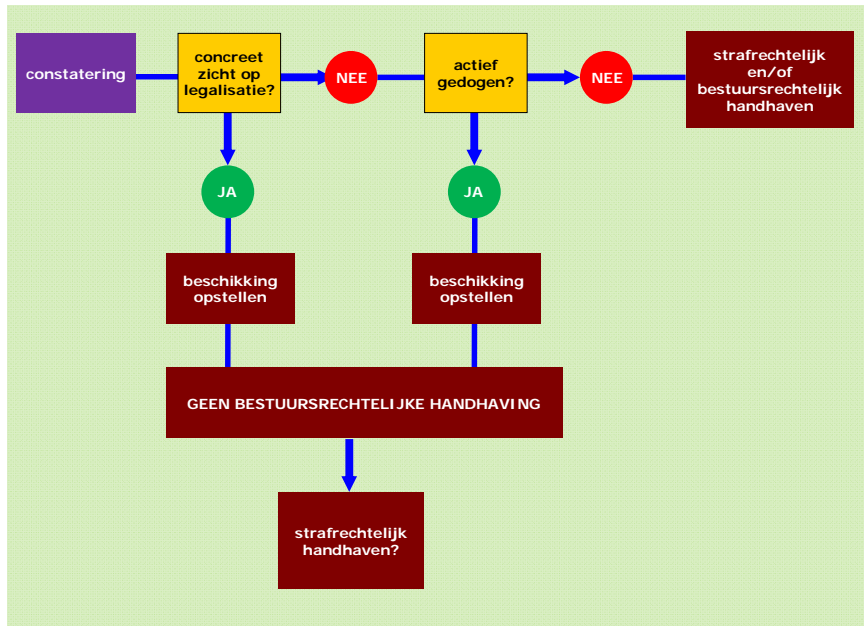 constatering
concreet
zicht op
legalisatie?
NEE
actief
gedogen?
NEE
strafrechtelijk
en/of
bestuursrechtelijk
handhaven
JA
JA
beschikking
opstellen
beschikking
opstellen
GEEN BESTUURSRECHTELIJKE HANDHAVING
strafrechtelijk
handhaven?